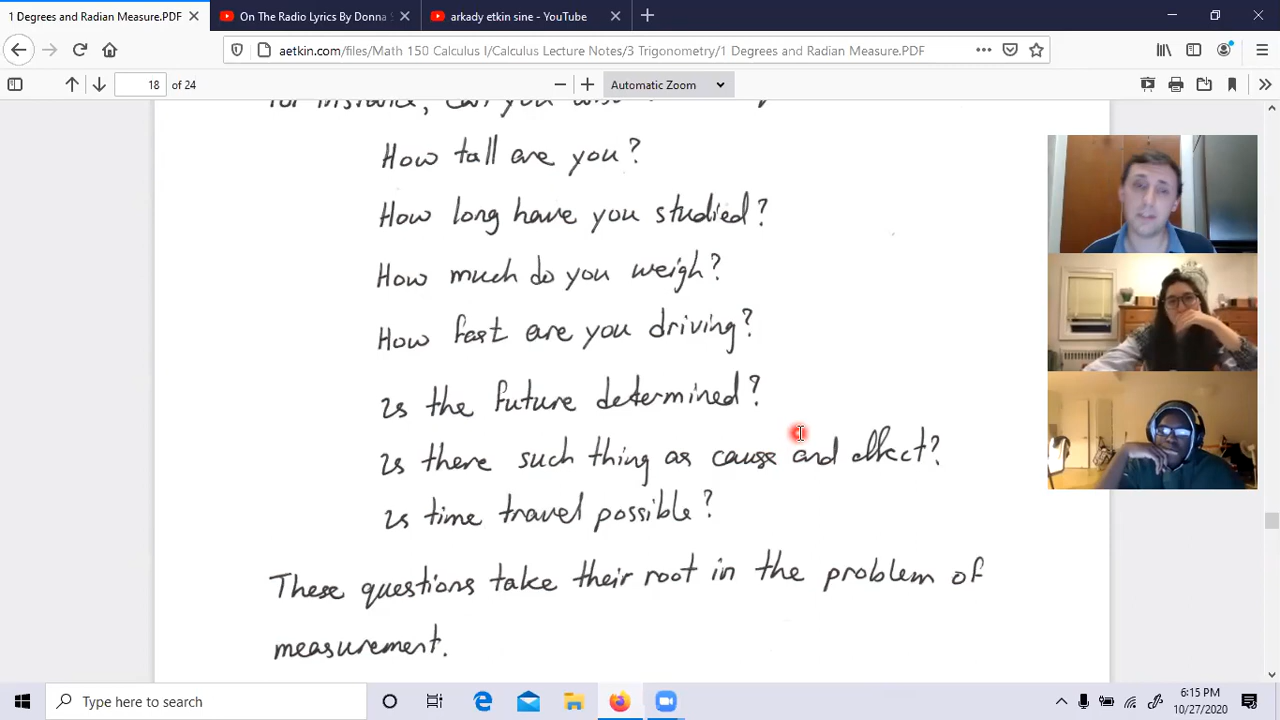 1 Degrees and Radian Measure.PDF
On The Radio Lyrics By Donna
arkady etkin sine - YouTube
aetkin.com/files/Math 150 Calculus I/Calculus Lecture Notes/3 Trigonometry/1 Degrees and Radian Measure.PDF
18 of 24
Automatic Zoom
for instance, can you
How tall are you?
How long have you studied?
How much do you weigh?
How fast are you driving?
Is the future determined?
Is there such thing as cause and effect?
Is time travel possible?
These questions take their root in the problem of
measurement.
Type here to search
6:15 PM
10/27/2020